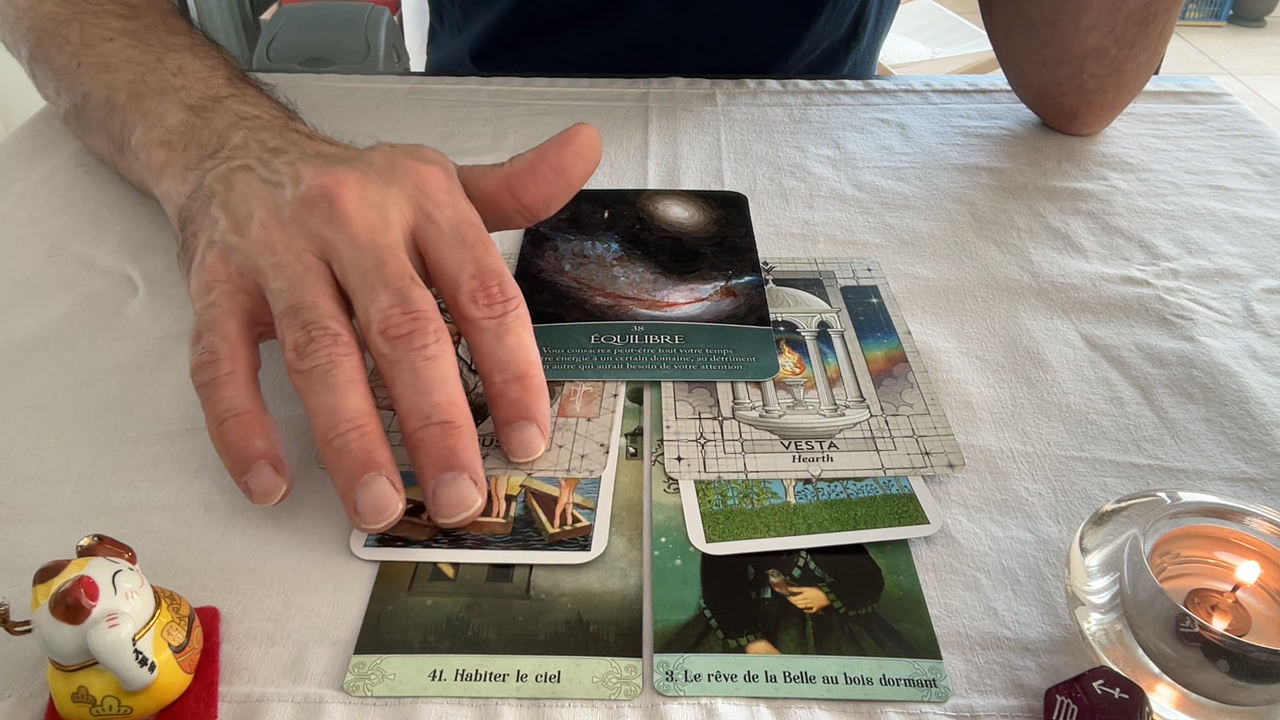 38
ÉQUILIBRE
Vous consacrez peut-être tout votre temps
énergie à un certain domaine, au détriment
autre qui aurait besoin de votre attention.
VESTA
Hearth
41. Habiter le ciel
3. Le rêve de la Belle au bois dormant